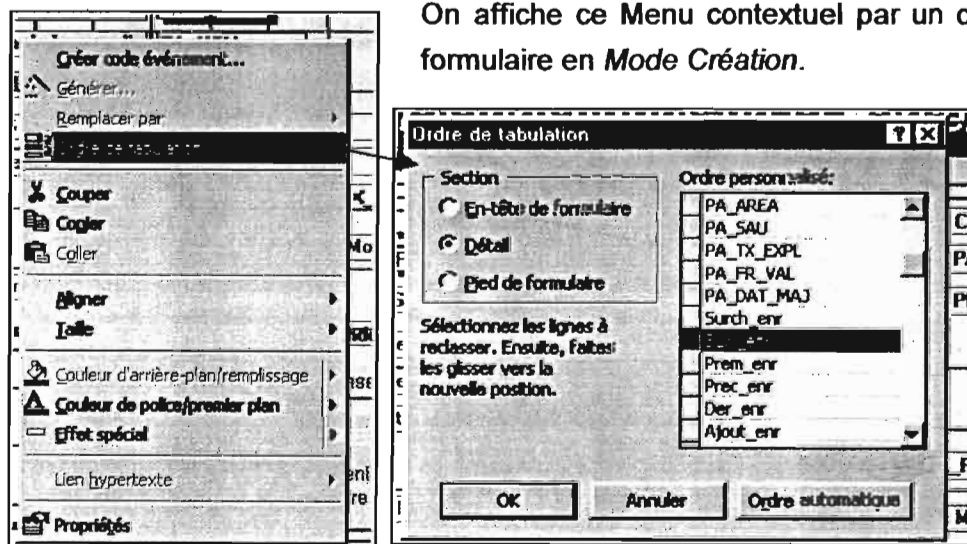 On affiche ce Menu contextuel par un
formulaire en Mode Création.
Créer code événement...
Générer...
Remplacer par
Ordre de tabulation
Couper
Copier
Coller
Aligner
Taille
Couleur d'arrière-plan/remplissage
Couleur de police/premier plan
Effet spécial
Lien hypertexte
Propriétés
Ordre de tabulation
Section
En-tête de formulaire
Détail
Pied de formulaire
Sélectionnez les lignes à
reclasser. Ensuite, faites
les glisser vers la
nouvelle position.
Ordre personnalisé:
PA_AREA
PA_SAU
PA_TX_EXPL
PA_FR_VAL
PA_DAT_MAJ
Surch_enr
Prem_enr
Prec_enr
Der_enr
Ajout_enr
OK
Annuler
Ordre automatique